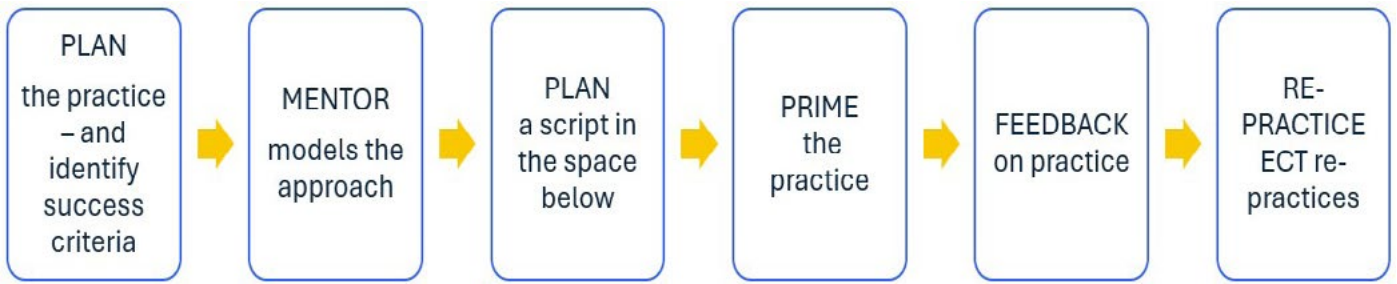 PLAN
the practice
– and
identify
success
criteria
MENTOR
models the
approach
PLAN
a script in
the space
below
PRIME
the
practice
FEEDBACK
on practice
RE-
PRACTICE
ECT re-
practices